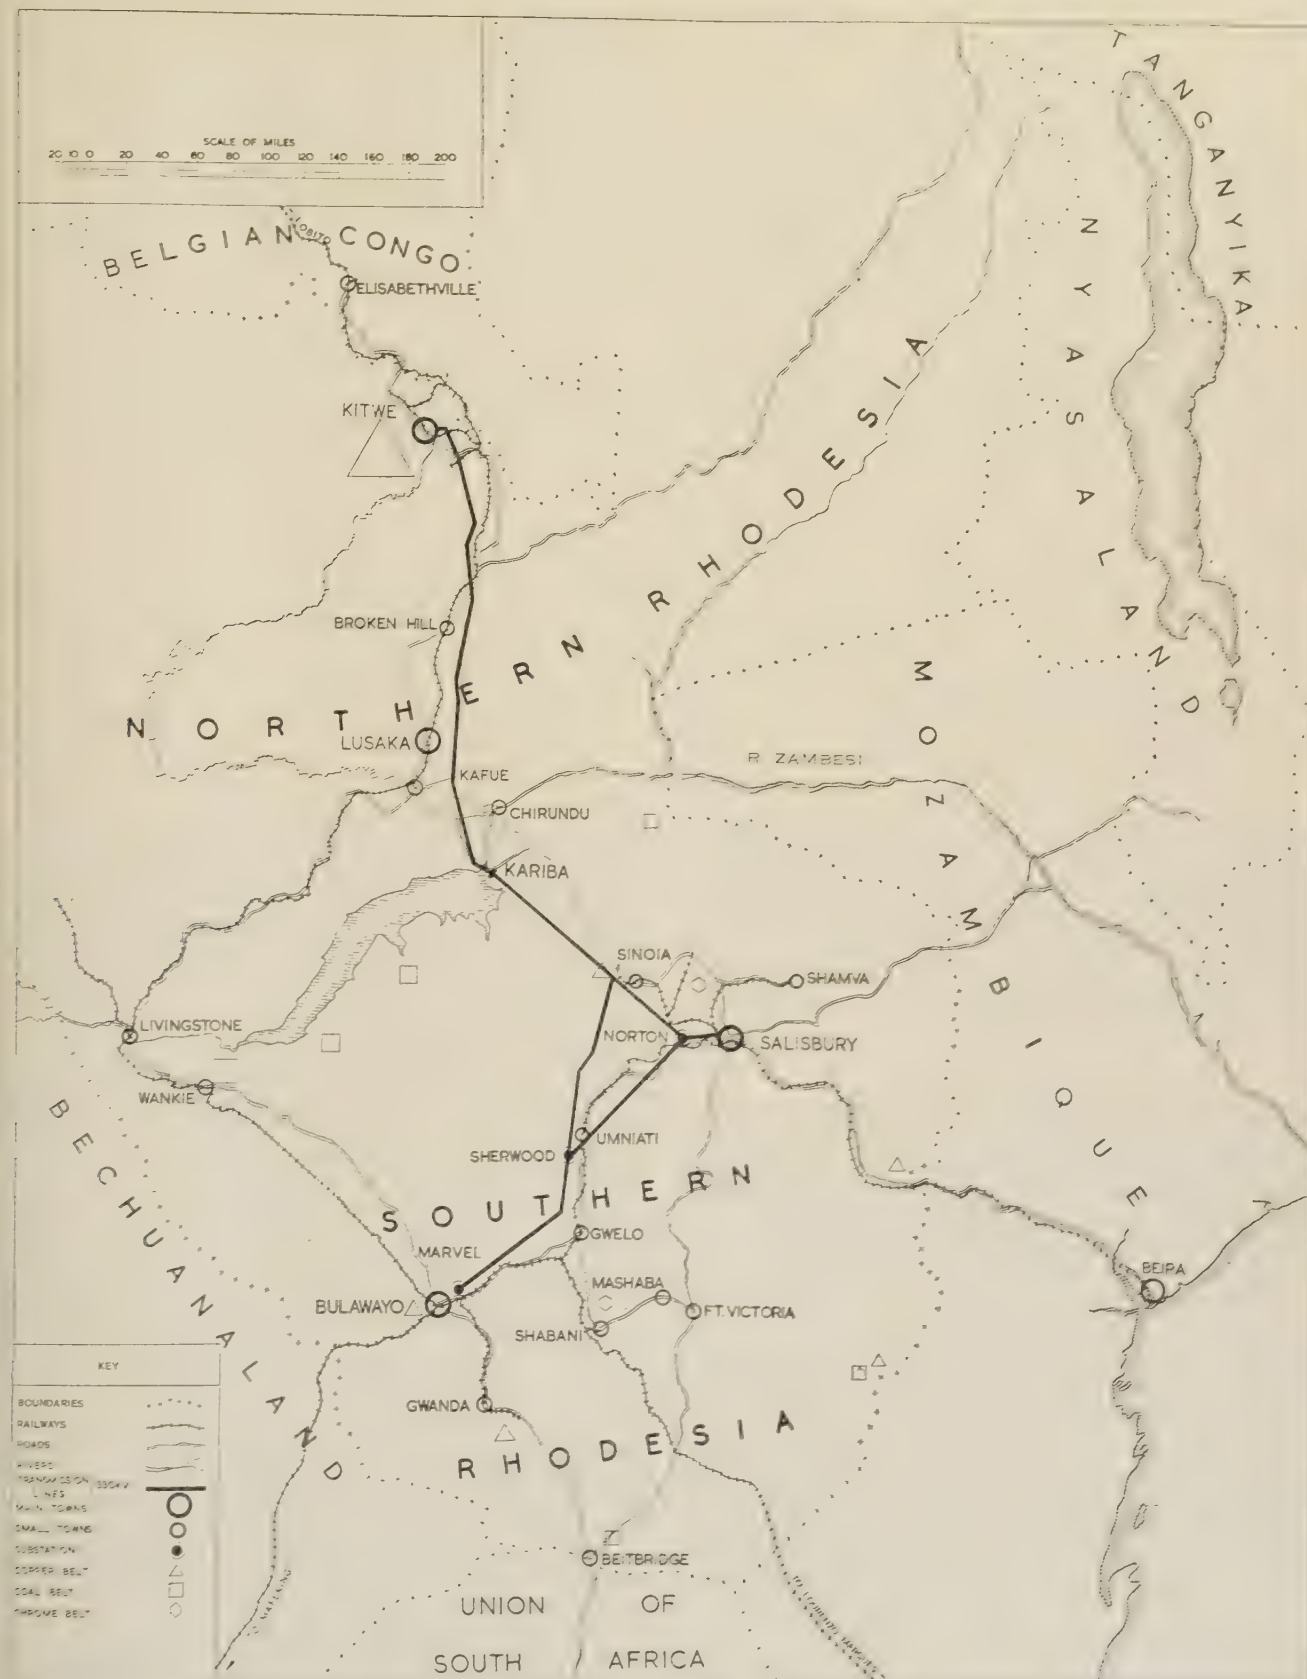 SCALE OF MILES
20 10 0 20 40 60 80 100 120 140 160 180 200
TANGANYIKA
BELGIAN CONGO
LOBITO
ELISABETHVILLE
NYASALAND
KITWE
BROKEN HILL
NORTHERN RHODESIA
LUSAKA
KAFUE
R. ZAMBESI
CHIRUNDU
MOZAMBIQUE
KARIBA
SINOIA
SHAMVA
LIVINGSTONE
NORTON
SALISBURY
WANKIE
BECHUANALAND
UMNIATI
SHERWOOD
SOUTHERN
GWELO
MARVEL
MASHABA
BEIRA
BULAWAYO
FT. VICTORIA
SHABANI
GWANDA
RHODESIA
BEITBRIDGE
UNION OF
SOUTH AFRICA
KEY
BOUNDARIES
RAILWAYS
ROADS
RIVERS
TRANSMISSION LINES 330KV
MAIN TOWNS
SMALL TOWNS
SUBSTATION
COPPER BELT
COAL BELT
CHROME BELT